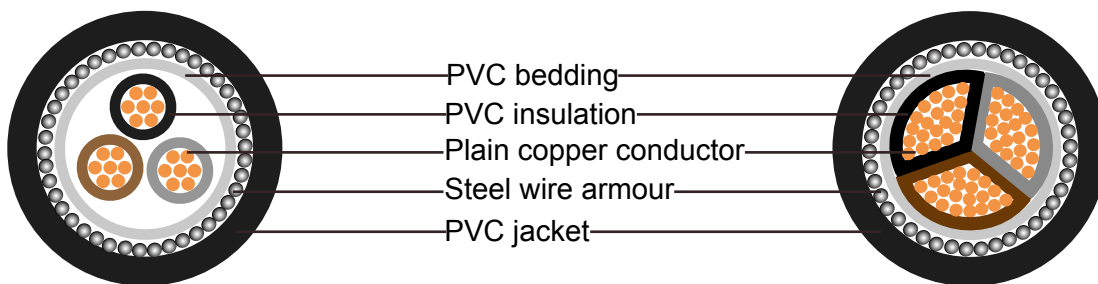 PVC bedding
PVC insulation
Plain copper conductor
Steel wire armour
PVC jacket